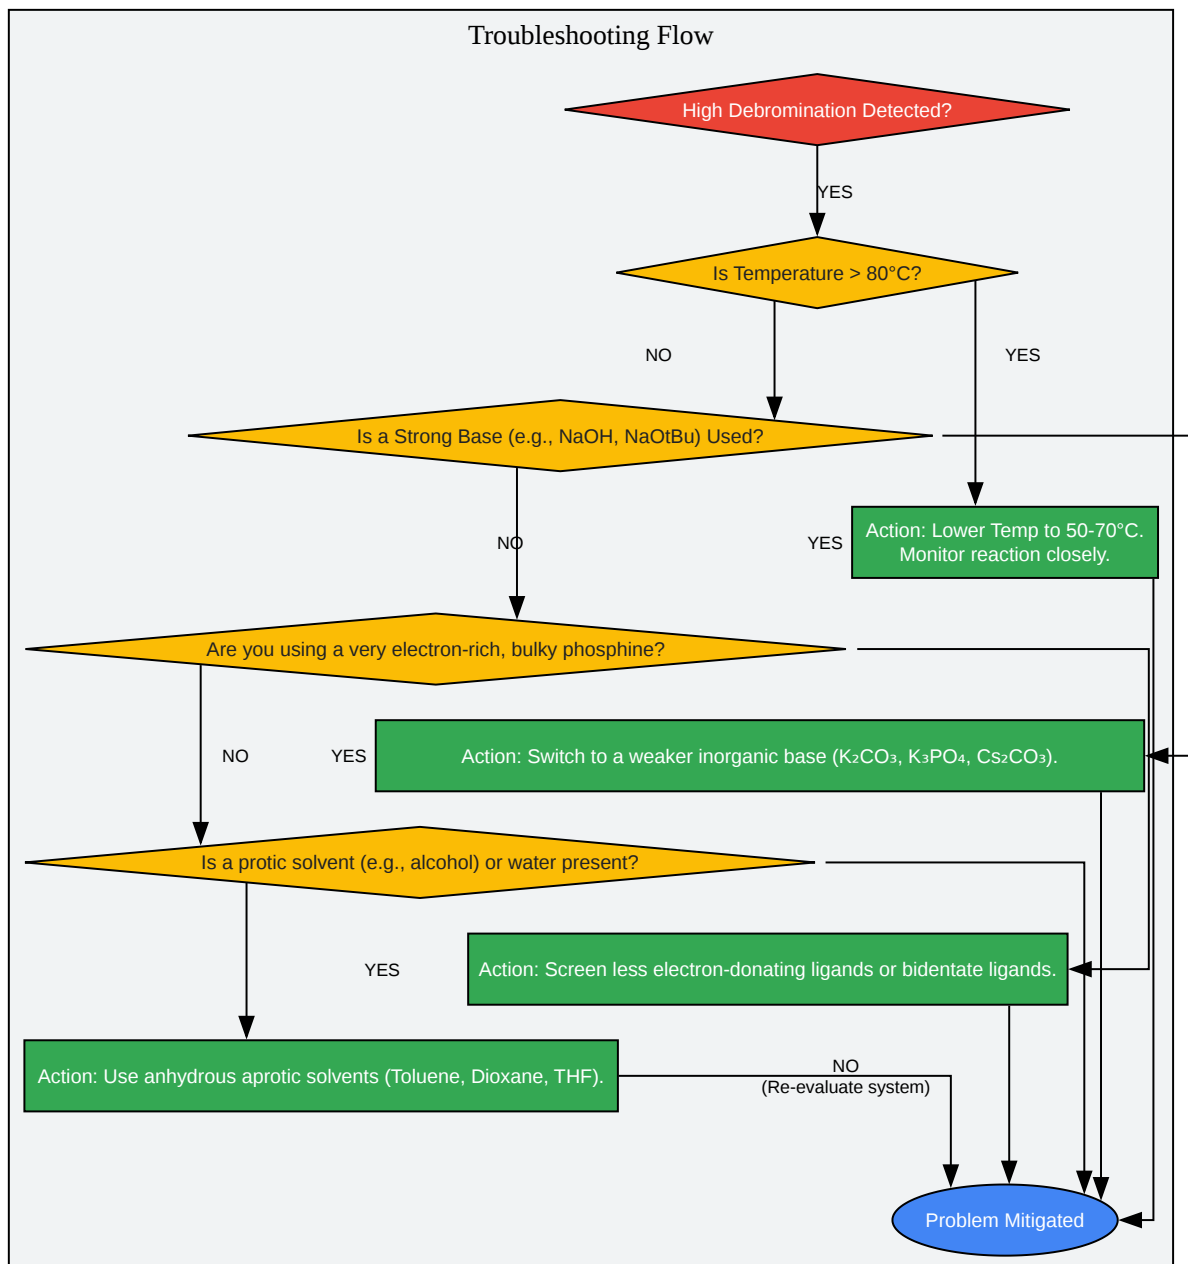 Troubleshooting Flow
High Debromination Detected?
YES
Is Temperature > 80°C?
NO
YES
Is a Strong Base (e.g., NaOH, NaOtBu) Used?
NO
YES
Action: Lower Temp to 50-70°C.
Monitor reaction closely.
Are you using a very electron-rich, bulky phosphine?
NO
YES
Action: Switch to a weaker inorganic base (K₂CO₃, K₃PO₄, Cs₂CO₃).
Is a protic solvent (e.g., alcohol) or water present?
YES
Action: Screen less electron-donating ligands or bidentate ligands.
Action: Use anhydrous aprotic solvents (Toluene, Dioxane, THF).
NO
(Re-evaluate system)
Problem Mitigated